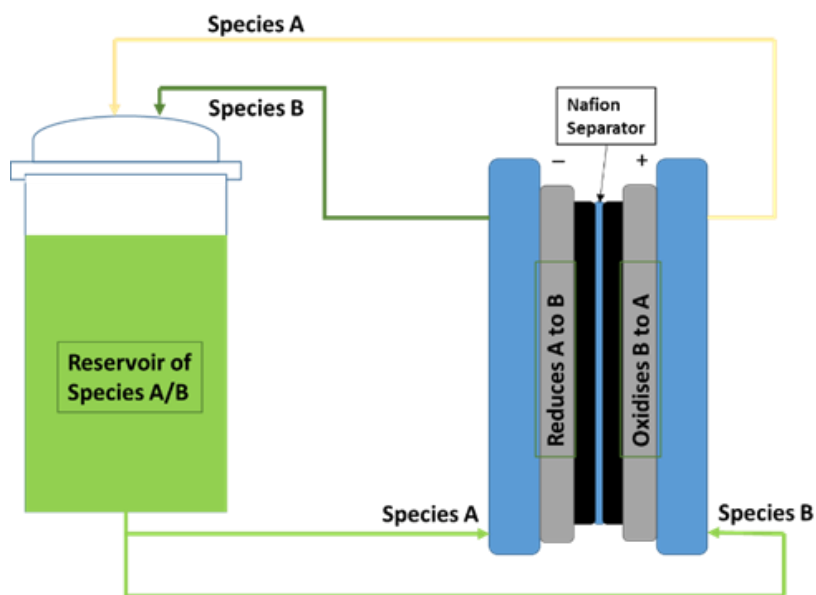 Species A
Species B
Nafion
Separator
−
+
Reduces A to B
Oxidises B to A
Reservoir of
Species A/B
Species A
Species B